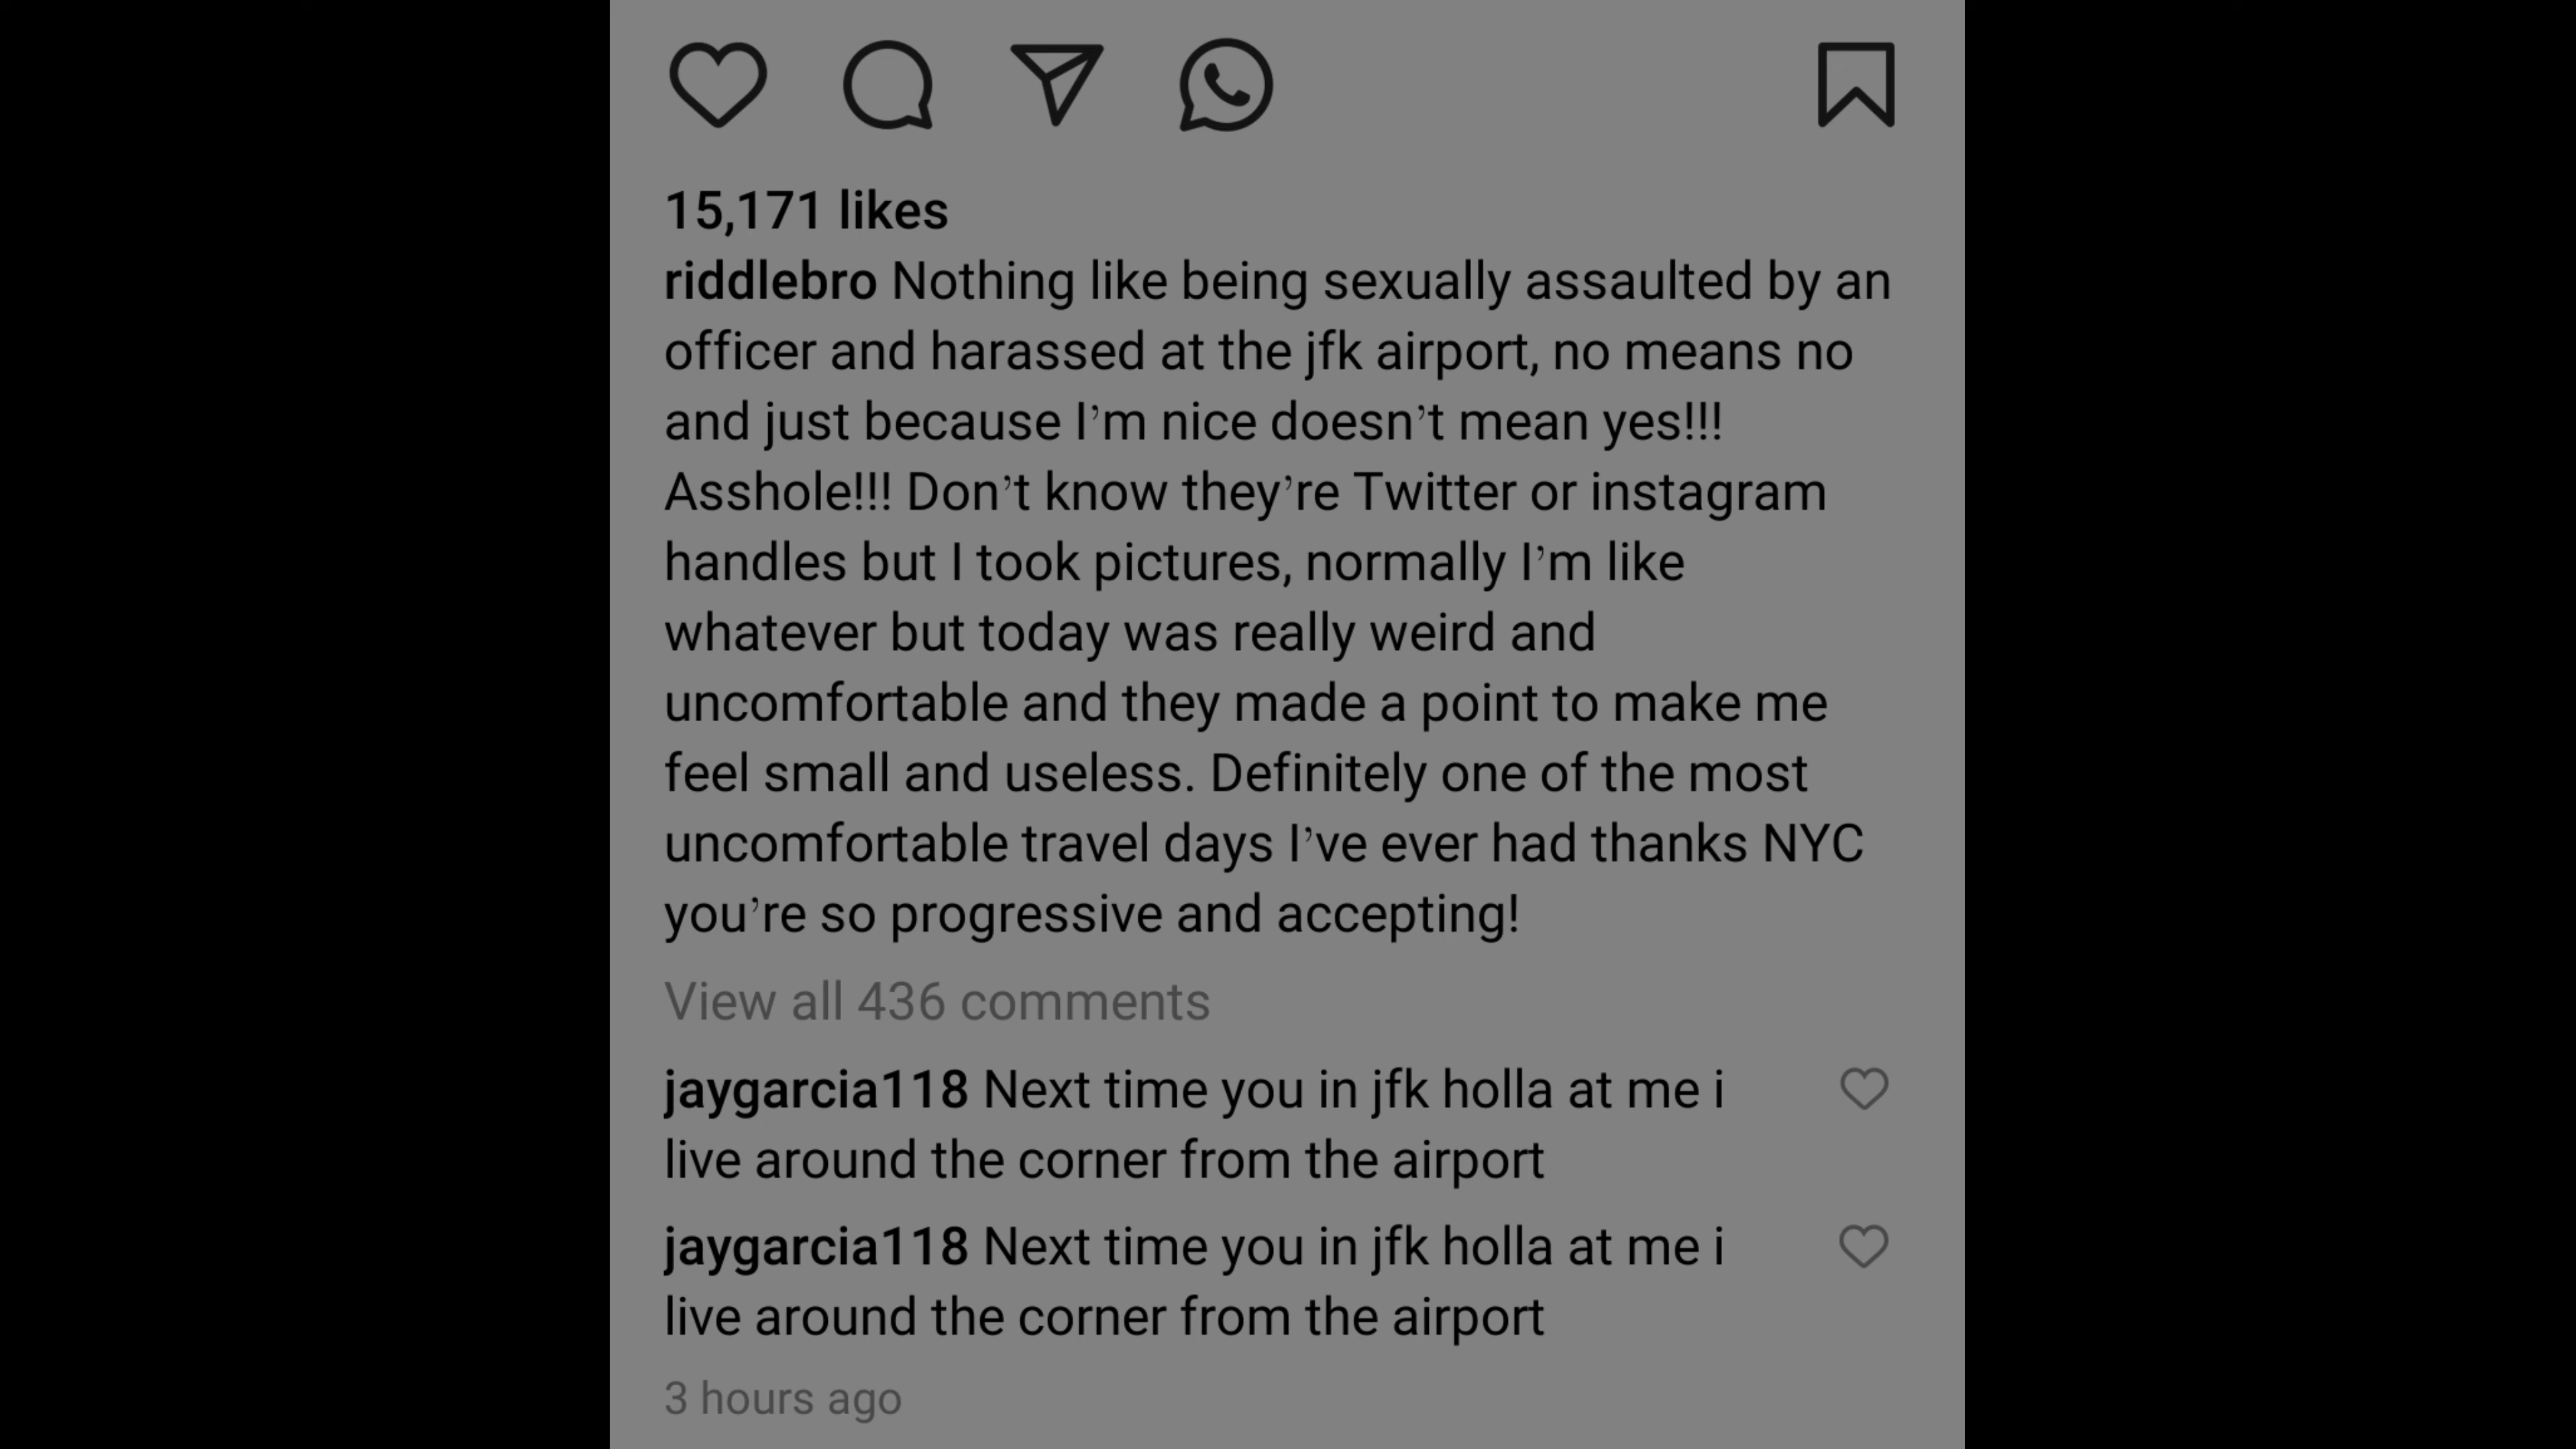 15,171 likes
riddlebro Nothing like being sexually assaulted by an
officer and harassed at the jfk airport, no means no
and just because I’m nice doesn’t mean yes!!!
Asshole!!! Don’t know they’re Twitter or instagram
handles but I took pictures, normally I’m like
whatever but today was really weird and
uncomfortable and they made a point to make me
feel small and useless. Definitely one of the most
uncomfortable travel days I’ve ever had thanks NYC
you’re so progressive and accepting!
View all 436 comments
jaygarcia118 Next time you in jfk holla at me i
live around the corner from the airport
jaygarcia118 Next time you in jfk holla at me i
live around the corner from the airport
3 hours ago